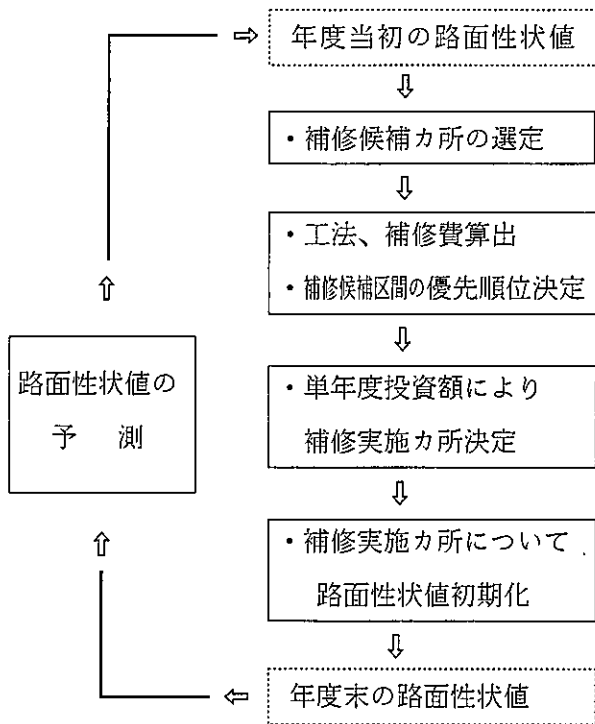 年度当初の路面性状値
・補修候補カ所の選定
・工法、補修費算出
・補修候補区間の優先順位決定
・単年度投資額により
補修実施カ所決定
・補修実施カ所について
路面性状値初期化
年度末の路面性状値
路面性状値の
予 測